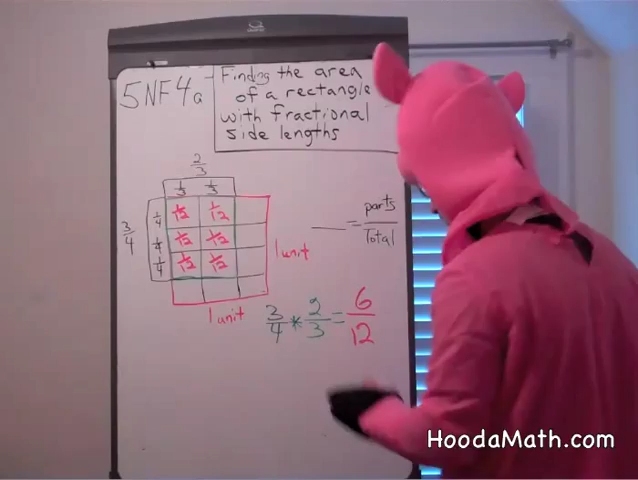 5NF4a
Finding the area
of a rectangle
with fractional
side lengths
2/3
1/3 1/3
3/4
1/4
1/4
1/4
1/12 1/12
1/12 1/12
1/12 1/12
1 unit
1 unit
___ = parts/Total
3/4 * 2/3 = 6/12
HoodaMath.com